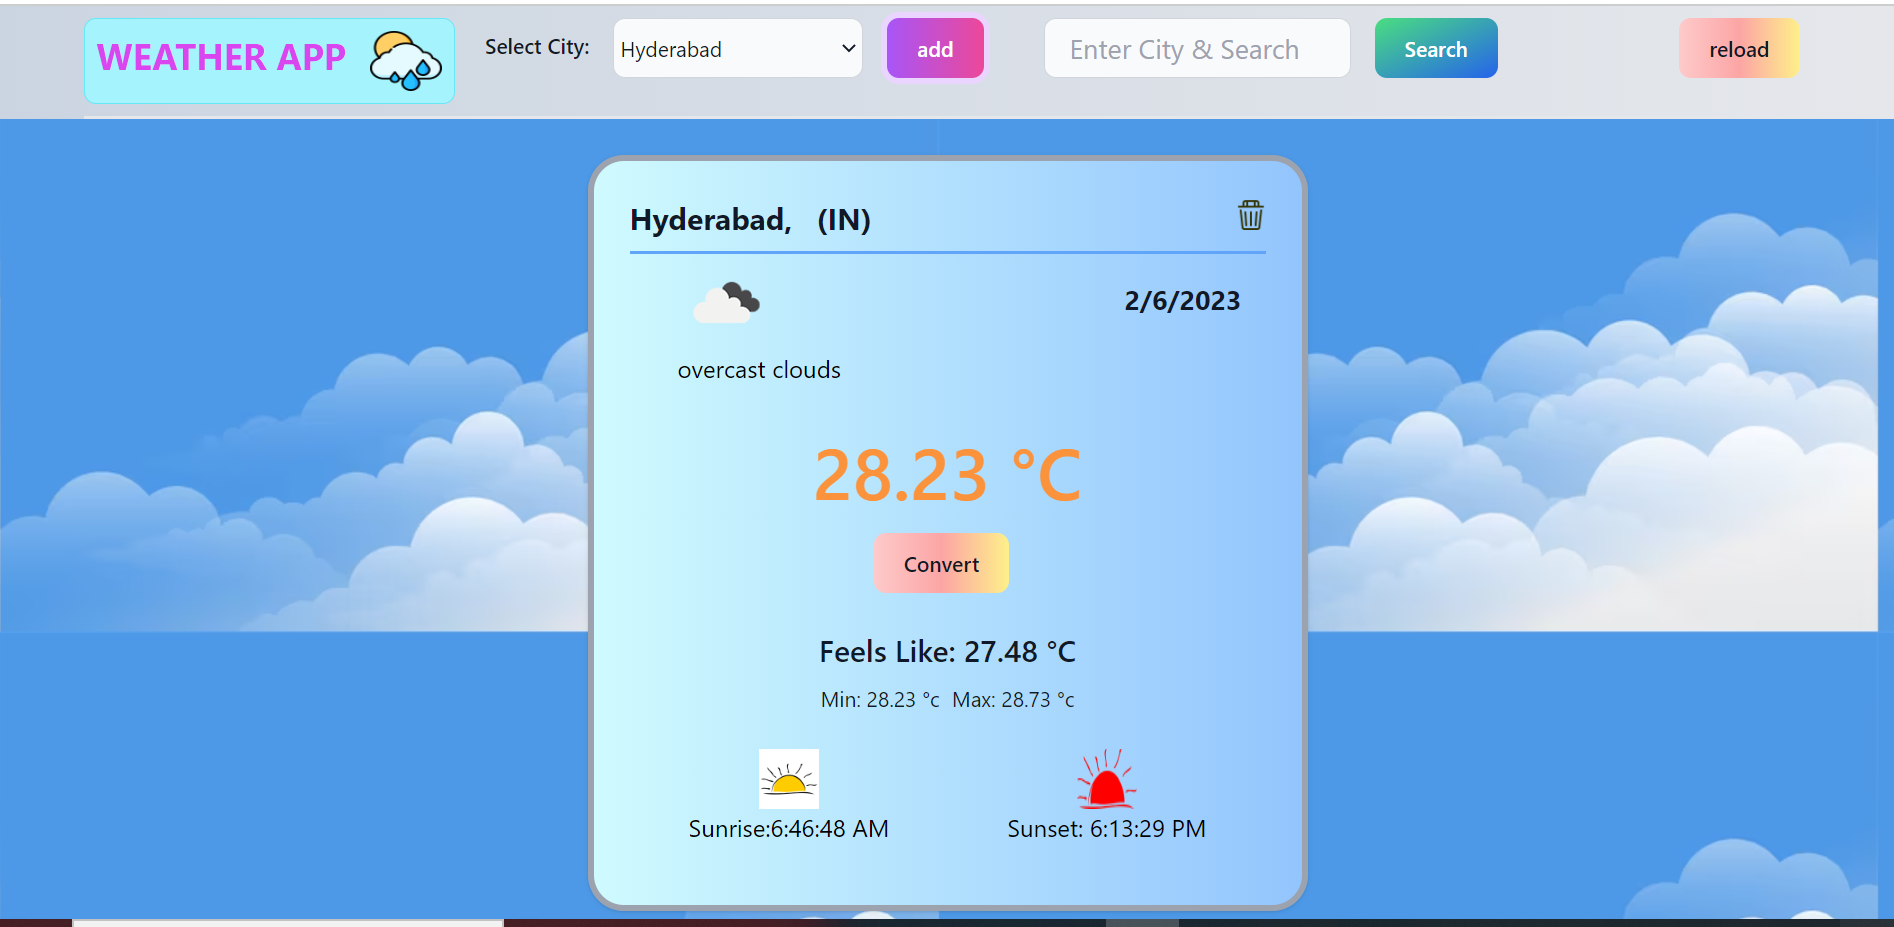 WEATHER APP
Select City:
Hyderabad
add
Enter City & Search
Search
reload
Hyderabad, (IN)
2/6/2023
overcast clouds
28.23 °C
Convert
Feels Like: 27.48 °C
Min: 28.23 °c Max: 28.73 °c
Sunrise:6:46:48 AM
Sunset: 6:13:29 PM